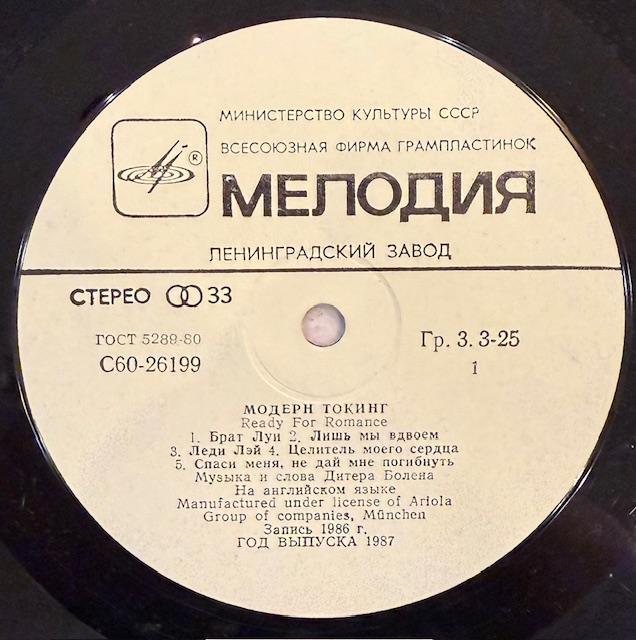 МИНИСТЕРСТВО КУЛЬТУРЫ СССР
ВСЕСОЮЗНАЯ ФИРМА ГРАМПЛАСТИНОК
®
МЕЛОДИЯ
ЛЕНИНГРАДСКИЙ ЗАВОД
СТЕРЕО 33
ГОСТ 5289-80
С60-26199
Гр. 3. 3-25
1
МОДЕРН ТОКИНГ
Ready For Romance
1. Брат Луи 2. Лишь мы вдвоем
3. Леди Лэй 4. Целитель моего сердца
5. Спаси меня, не дай мне погибнуть
Музыка и слова Дитера Болена
На английском языке
Manufactured under license of Ariola
Group of companies, München
Запись 1986 г.
ГОД ВЫПУСКА 1987